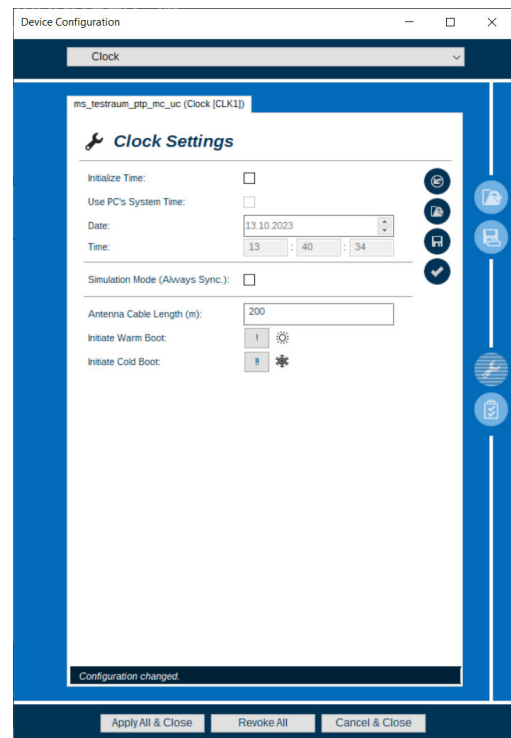 Device Configuration
Clock
ms_testraum_ptp_mc_uc (Clock [CLK1])
Clock Settings
Initialize Time:
Use PC's System Time:
Date: 13.10.2023
Time: 13 : 40 : 34
Simulation Mode (Always Sync.):
Antenna Cable Length (m): 200
Initiate Warm Boot: !
Initiate Cold Boot: !!
Configuration changed.
Apply All & Close Revoke All Cancel & Close